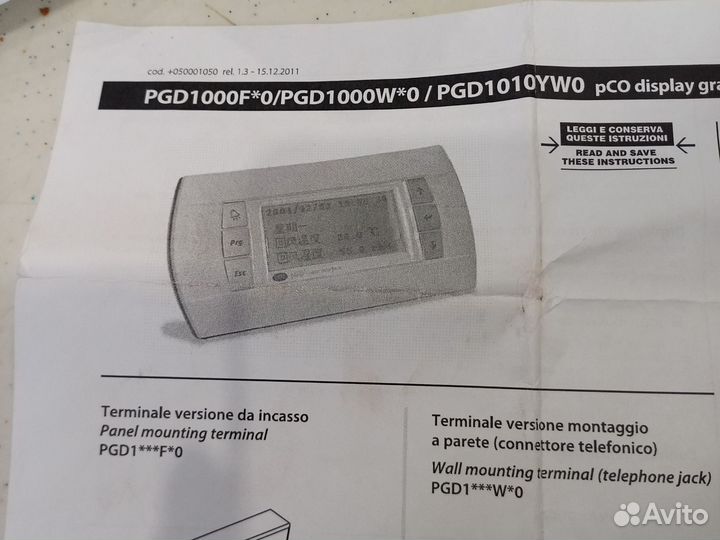 cod. +050001050 rel. 1.3 - 15.12.2011
PGD1000F*0/PGD1000W*0 / PGD1010YW0 pCO display gra
LEGGI E CONSERVA
QUESTE ISTRUZIONI
READ AND SAVE
THESE INSTRUCTIONS
Prg
Esc
Terminale versione da incasso
Panel mounting terminal
PGD1***F*0
Terminale versione montaggio
a parete (connettore telefonico)
Wall mounting terminal (telephone jack)
PGD1***W*0
Avito